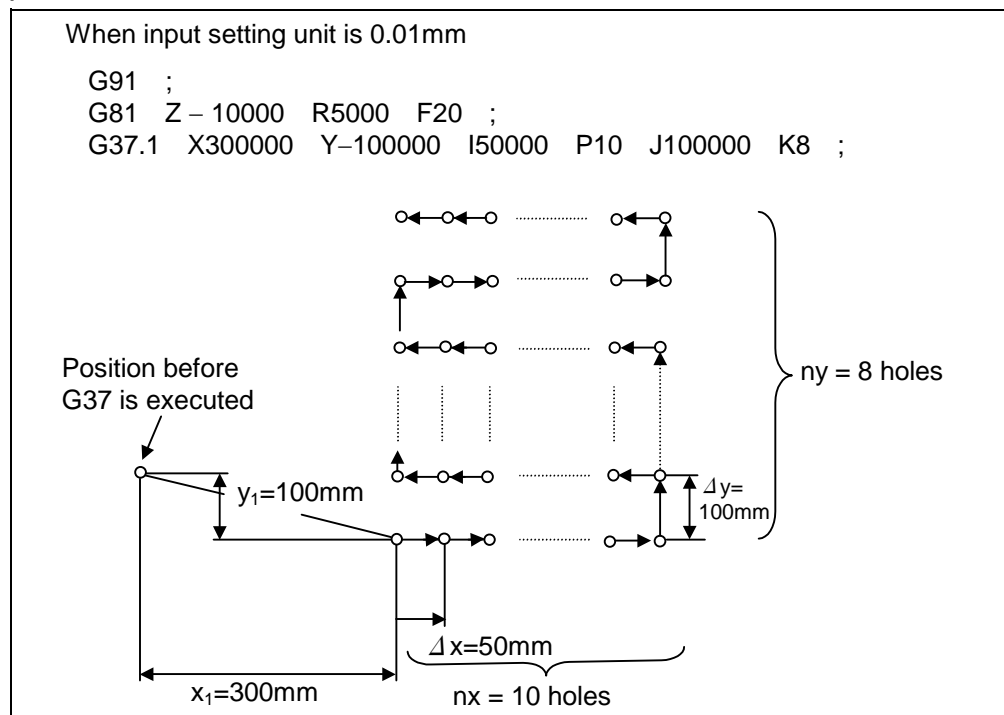 When input setting unit is 0.01mm
G91 ;
G81 Z – 10000 R5000 F20 ;
G37.1 X300000 Y–100000 I50000 P10 J100000 K8 ;
Position before
G37 is executed
ny = 8 holes
y₁=100mm
Δy=
100mm
Δx=50mm
x₁=300mm
nx = 10 holes